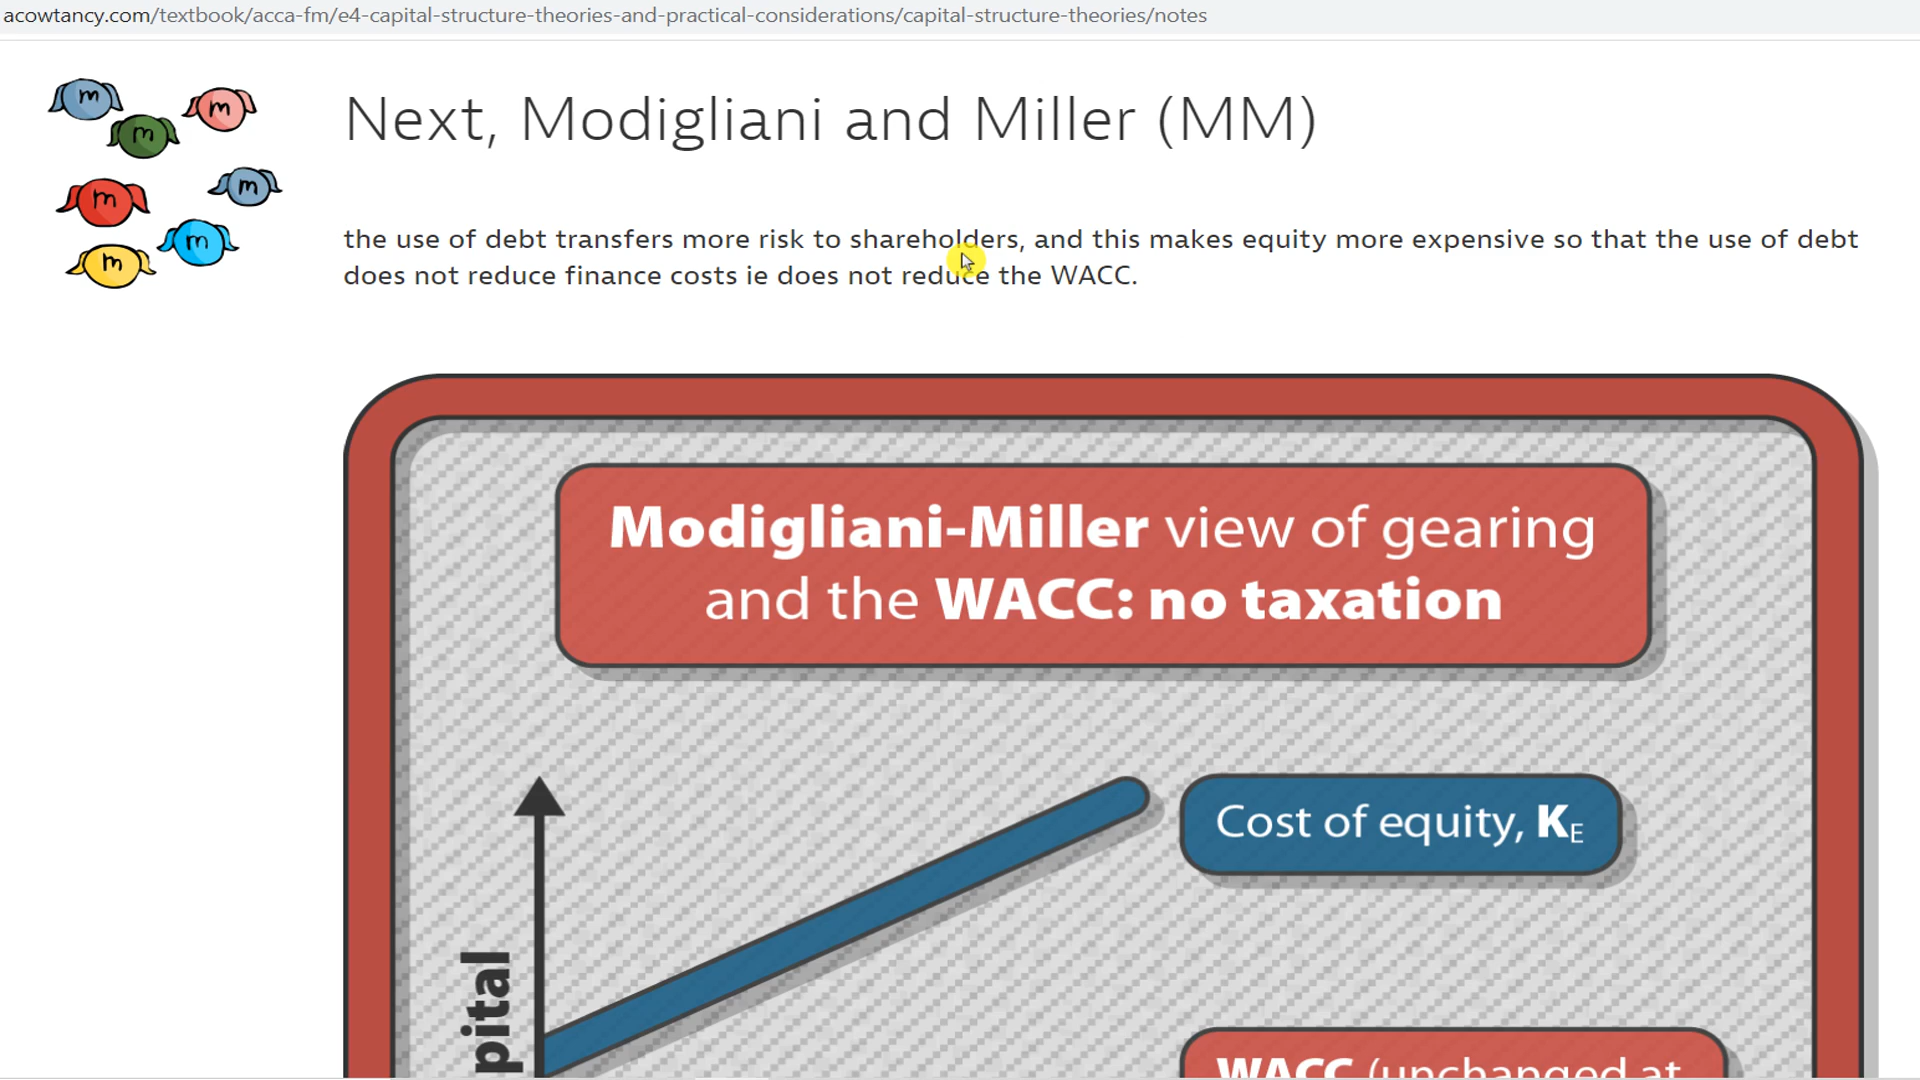 acowtancy.com/textbook/acca-fm/e4-capital-structure-theories-and-practical-considerations/capital-structure-theories/notes
m
m
m
m
m
m
m
Next, Modigliani and Miller (MM)
the use of debt transfers more risk to shareholders, and this makes equity more expensive so that the use of debt
does not reduce finance costs ie does not reduce the WACC.
Modigliani-Miller view of gearing
and the WACC: no taxation
Cost of equity, KE
pital
WACC (unchanged at